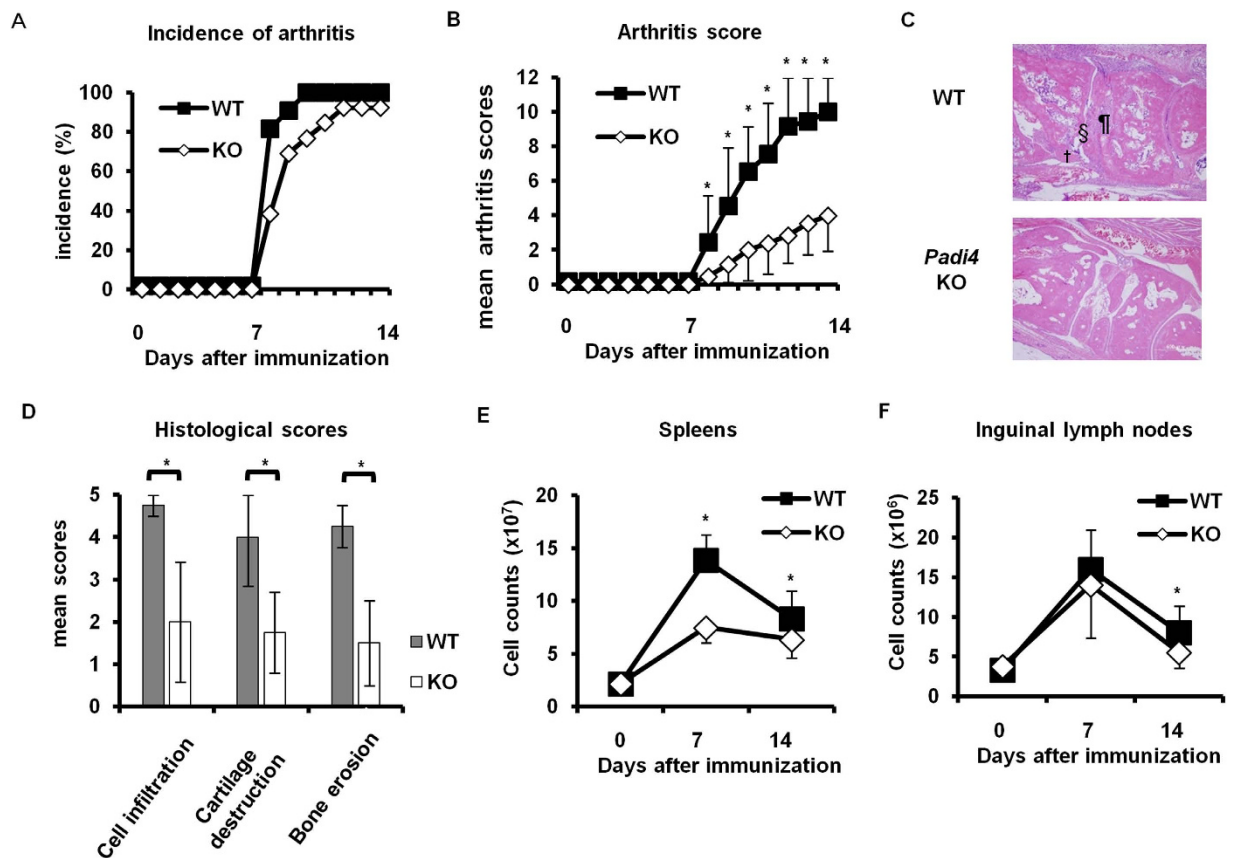 A
Incidence of arthritis
incidence (%)
100
80
60
40
20
0
WT
KO
0 7 14
Days after immunization
B
Arthritis score
mean arthritis scores
12
10
8
6
4
2
0
WT
KO
* * * * * * *
0 7 14
Days after immunization
C
WT
§ ¶
†
Padi4
KO
D
Histological scores
* * *
mean scores
5
4
3
2
1
0
WT
KO
Cell infiltration
Cartilage
destruction
Bone erosion
E
Spleens
Cell counts (x10⁷)
20
15
10
5
0
WT
KO
* *
0 7 14
Days after immunization
F
Inguinal lymph nodes
Cell counts (x10⁶)
25
20
15
10
5
0
WT
KO
*
0 7 14
Days after immunization